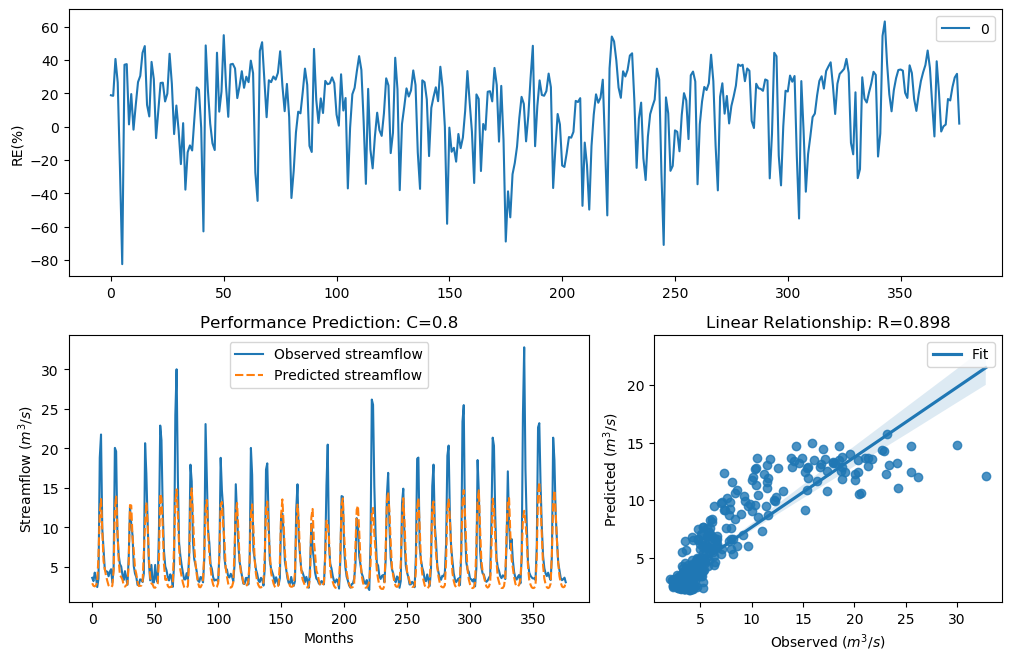 RE(%)
60
40
20
0
−20
−40
−60
−80
0
0 50 100 150 200 250 300 350
Performance Prediction: C=0.8
Streamflow ($m^3/s$)
30
25
20
15
10
5
Observed streamflow
Predicted streamflow
0 50 100 150 200 250 300 350
Months
Linear Relationship: R=0.898
Predicted ($m^3/s$)
20
15
10
5
Fit
5 10 15 20 25 30
Observed ($m^3/s$)